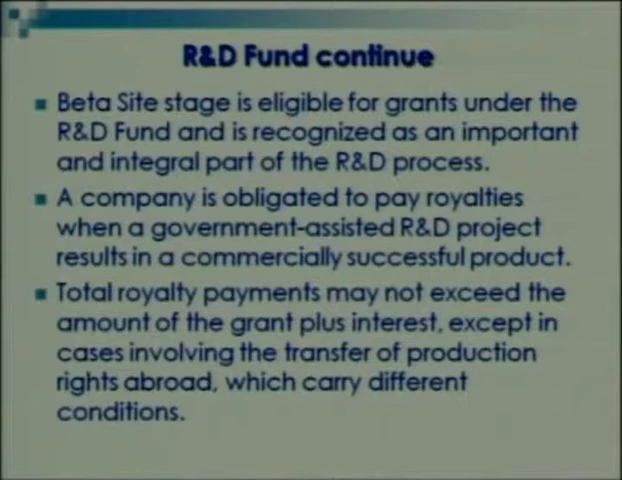 R&D Fund continue
Beta Site stage is eligible for grants under the
R&D Fund and is recognized as an important
and integral part of the R&D process.
A company is obligated to pay royalties
when a government-assisted R&D project
results in a commercially successful product.
Total royalty payments may not exceed the
amount of the grant plus interest, except in
cases involving the transfer of production
rights abroad, which carry different
conditions.